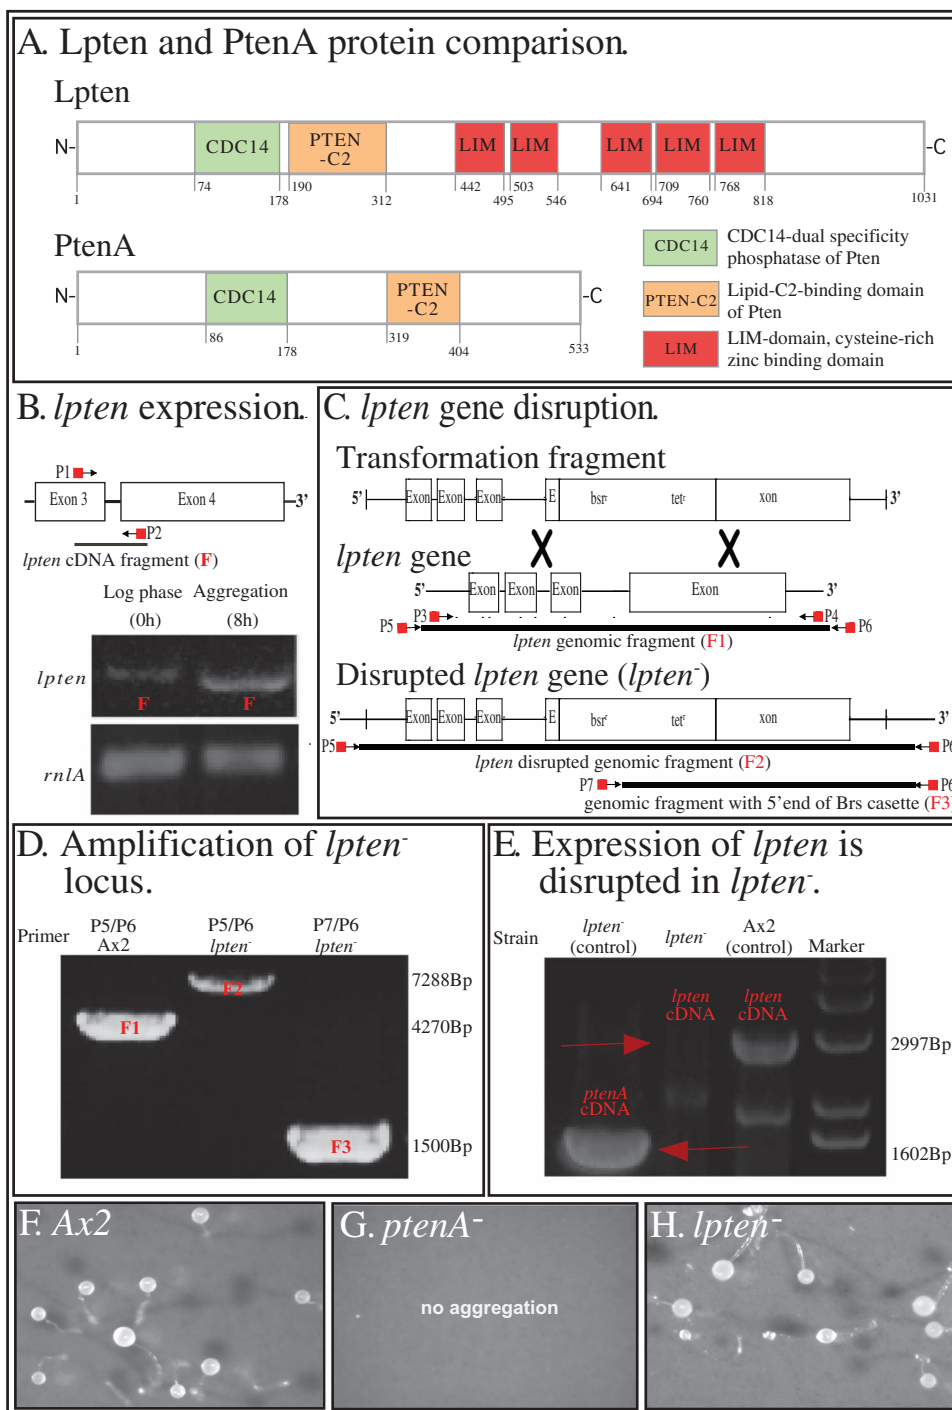 A. Lpten and PtenA protein comparison.
Lpten
N- CDC14 PTEN -C2 LIM LIM LIM LIM LIM -C
1 74 178 190 312 442 495 503 546 641 694 709 760 768 818 1031
PtenA
N- CDC14 PTEN -C2 -C
1 86 178 319 404 533
CDC14 CDC14-dual specificity
phosphatase of Pten
PTEN-C2 Lipid-C2-binding domain
of Pten
LIM LIM-domain, cysteine-rich
zinc binding domain
B. lpten expression.
P1
Exon 3 Exon 4 3’
P2
lpten cDNA fragment (F)
Log phase Aggregation
(0h) (8h)
lpten F F
rnlA
C. lpten gene disruption.
Transformation fragment
5’ Exon Exon Exon E bsrʳ tetʳ xon 3’
X X
lpten gene
5’ Exon Exon Exon Exon 3’
P3 P4
P5 P6
lpten genomic fragment (F1)
Disrupted lpten gene (lpten⁻)
5’ Exon Exon Exon E bsrʳ tetʳ xon 3’
P5 P6
lpten disrupted genomic fragment (F2)
P7 P6
genomic fragment with 5’end of Brs casette (F3)
D. Amplification of lpten⁻
locus.
Primer P5/P6 P5/P6 P7/P6
Ax2 lpten⁻ lpten⁻
F2 7288Bp
F1 4270Bp
F3 1500Bp
E. Expression of lpten is
disrupted in lpten⁻.
Strain lpten⁻ (control) lpten⁻ Ax2 (control) Marker
lpten lpten
cDNA cDNA
2997Bp
ptenA
cDNA
1602Bp
F. Ax2
G. ptenA⁻
no aggregation
H. lpten⁻